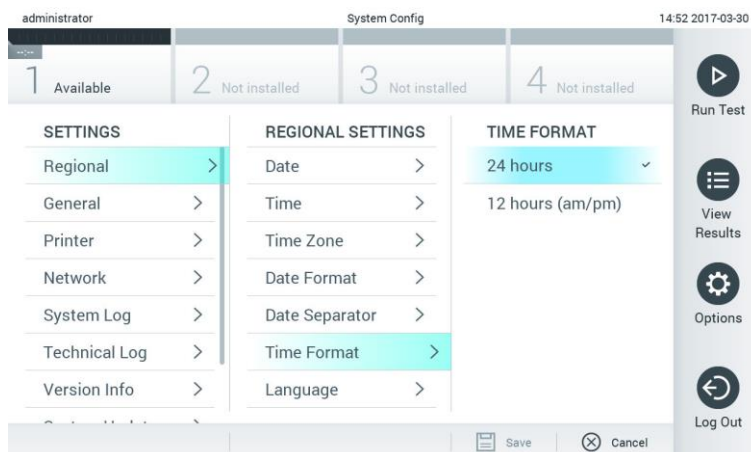 administrator
System Config
14:52 2017-03-30
--:--
1 Available
2 Not installed
3 Not installed
4 Not installed
SETTINGS
Regional
General
Printer
Network
System Log
Technical Log
Version Info
REGIONAL SETTINGS
Date
Time
Time Zone
Date Format
Date Separator
Time Format
Language
TIME FORMAT
24 hours
12 hours (am/pm)
Run Test
View
Results
Options
Log Out
Save
Cancel